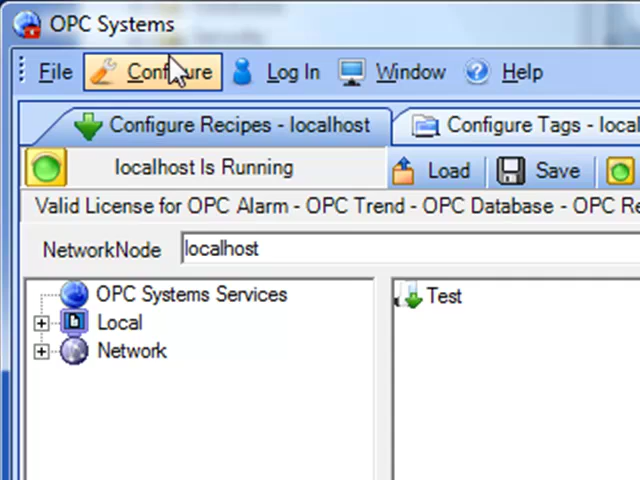 OPC Systems
File Configure Log In Window Help
Configure Recipes - localhost Configure Tags - local
localhost Is Running Load Save
Valid License for OPC Alarm - OPC Trend - OPC Database - OPC Re
NetworkNode localhost
OPC Systems Services Test
Local
Network